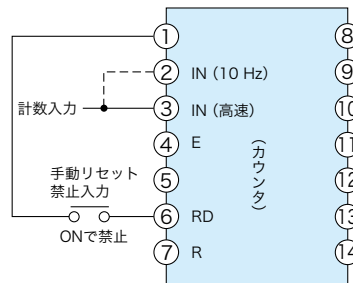 ①
⑧
②
IN (10 Hz)
⑨
計数入力
③
IN (高速)
⑩
④
E
(カウンタ)
⑪
手動リセット
禁止入力
⑤
⑫
⑥
RD
⑬
ONで禁止
⑦
R
⑭